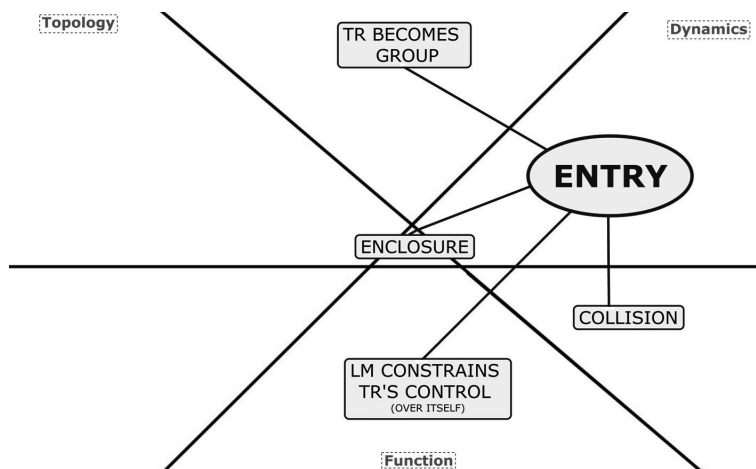 Topology
TR BECOMES
GROUP
Dynamics
ENTRY
ENCLOSURE
COLLISION
LM CONSTRAINS
TR'S CONTROL
(OVER ITSELF)
Function